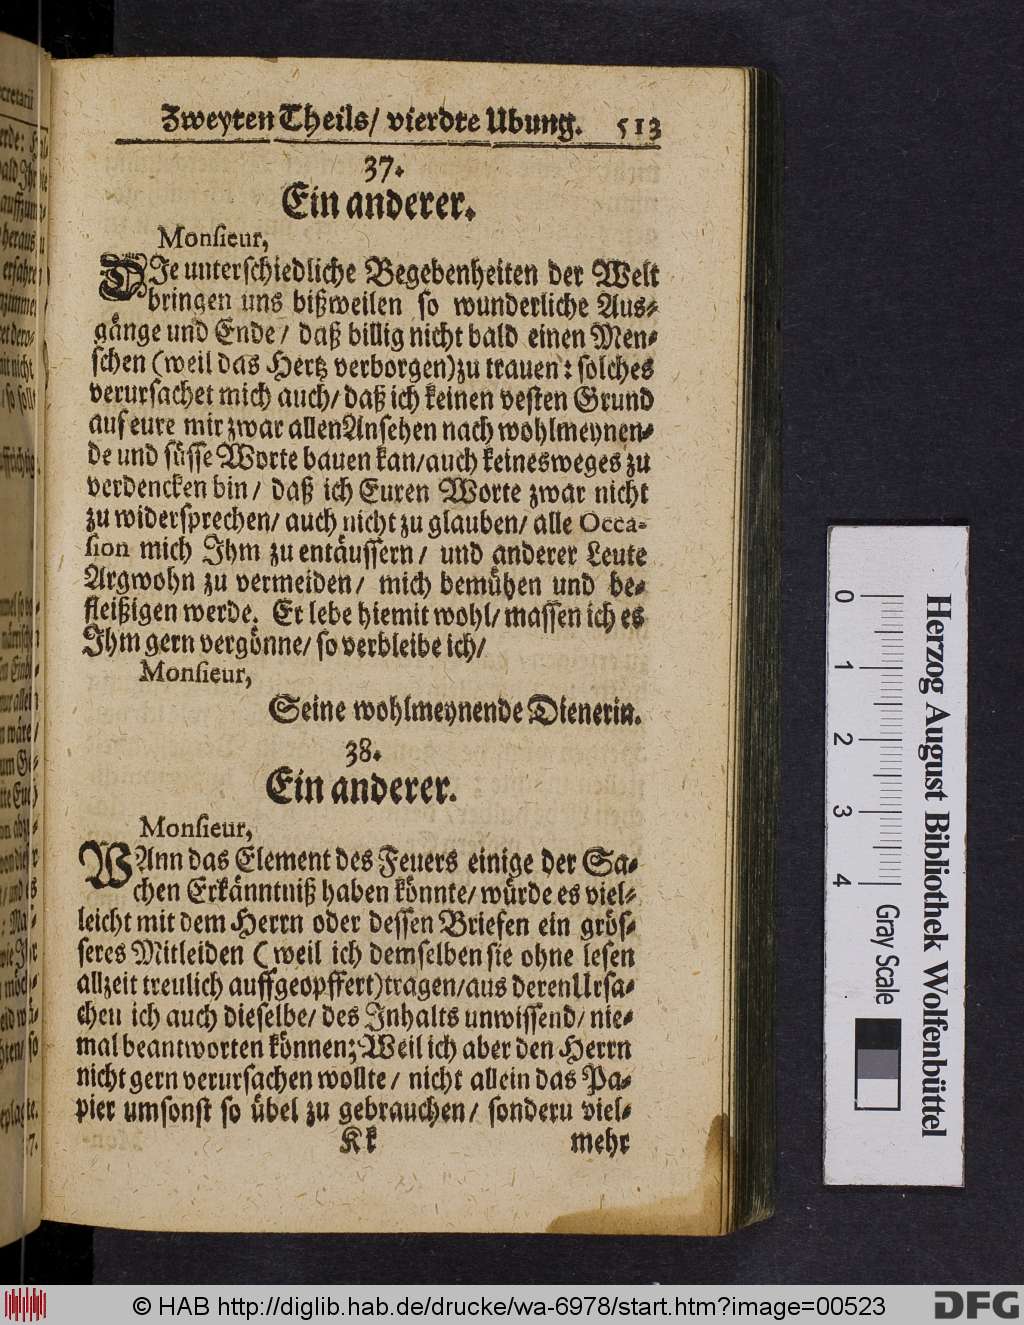 Zweyten Theils/ vierdte Ubung. 513
37.
Ein anderer.
Monsieur,
DJe unterschiedliche Begebenheiten der Welt
bringen uns bißweilen so wunderliche Aus-
gänge und Ende/ daß billig nicht bald einen Men-
schen (weil das Hertz verborgen) zu trauen: solches
verursachet mich auch/ daß ich keinen vesten Grund
auf eure mir zwar allen Ansehen nach wohlmeynen-
de und süsse Worte bauen kan/ auch keinesweges zu
verdencken bin/ daß ich Euren Worte zwar nicht
zu widersprechen/ auch nicht zu glauben/ alle Occa-
sion mich Jhm zu entäussern/ und anderer Leute
Argwohn zu vermeiden/ mich bemühen und be-
fleißigen werde. Er lebe hiemit wohl/ massen ich es
Jhm gern vergönne/ so verbleibe ich/
Monsieur,
Seine wohlmeynende Dienerin.
38.
Ein anderer.
Monsieur,
WAnn das Element des Feuers einige der Sa-
chen Erkänntniß haben könnte/ würde es viel-
leicht mit dem Herrn oder dessen Briefen ein grös-
seres Mitleiden (weil ich demselben sie ohne lesen
allzeit treulich auffgeopffert) tragen/ aus deren Ursa-
chen ich auch dieselbe/ des Jnhalts unwissend/ nie-
mal beantworten können; Weil ich aber den Herrn
nicht gern verursachen wollte/ nicht allein das Pa-
pier umsonst so übel zu gebrauchen/ sondern viel-
Kk mehr
0 1 2 3 4 Gray Scale
Herzog August Bibliothek Wolfenbüttel
© HAB http://diglib.hab.de/drucke/wa-6978/start.htm?image=00523
DFG